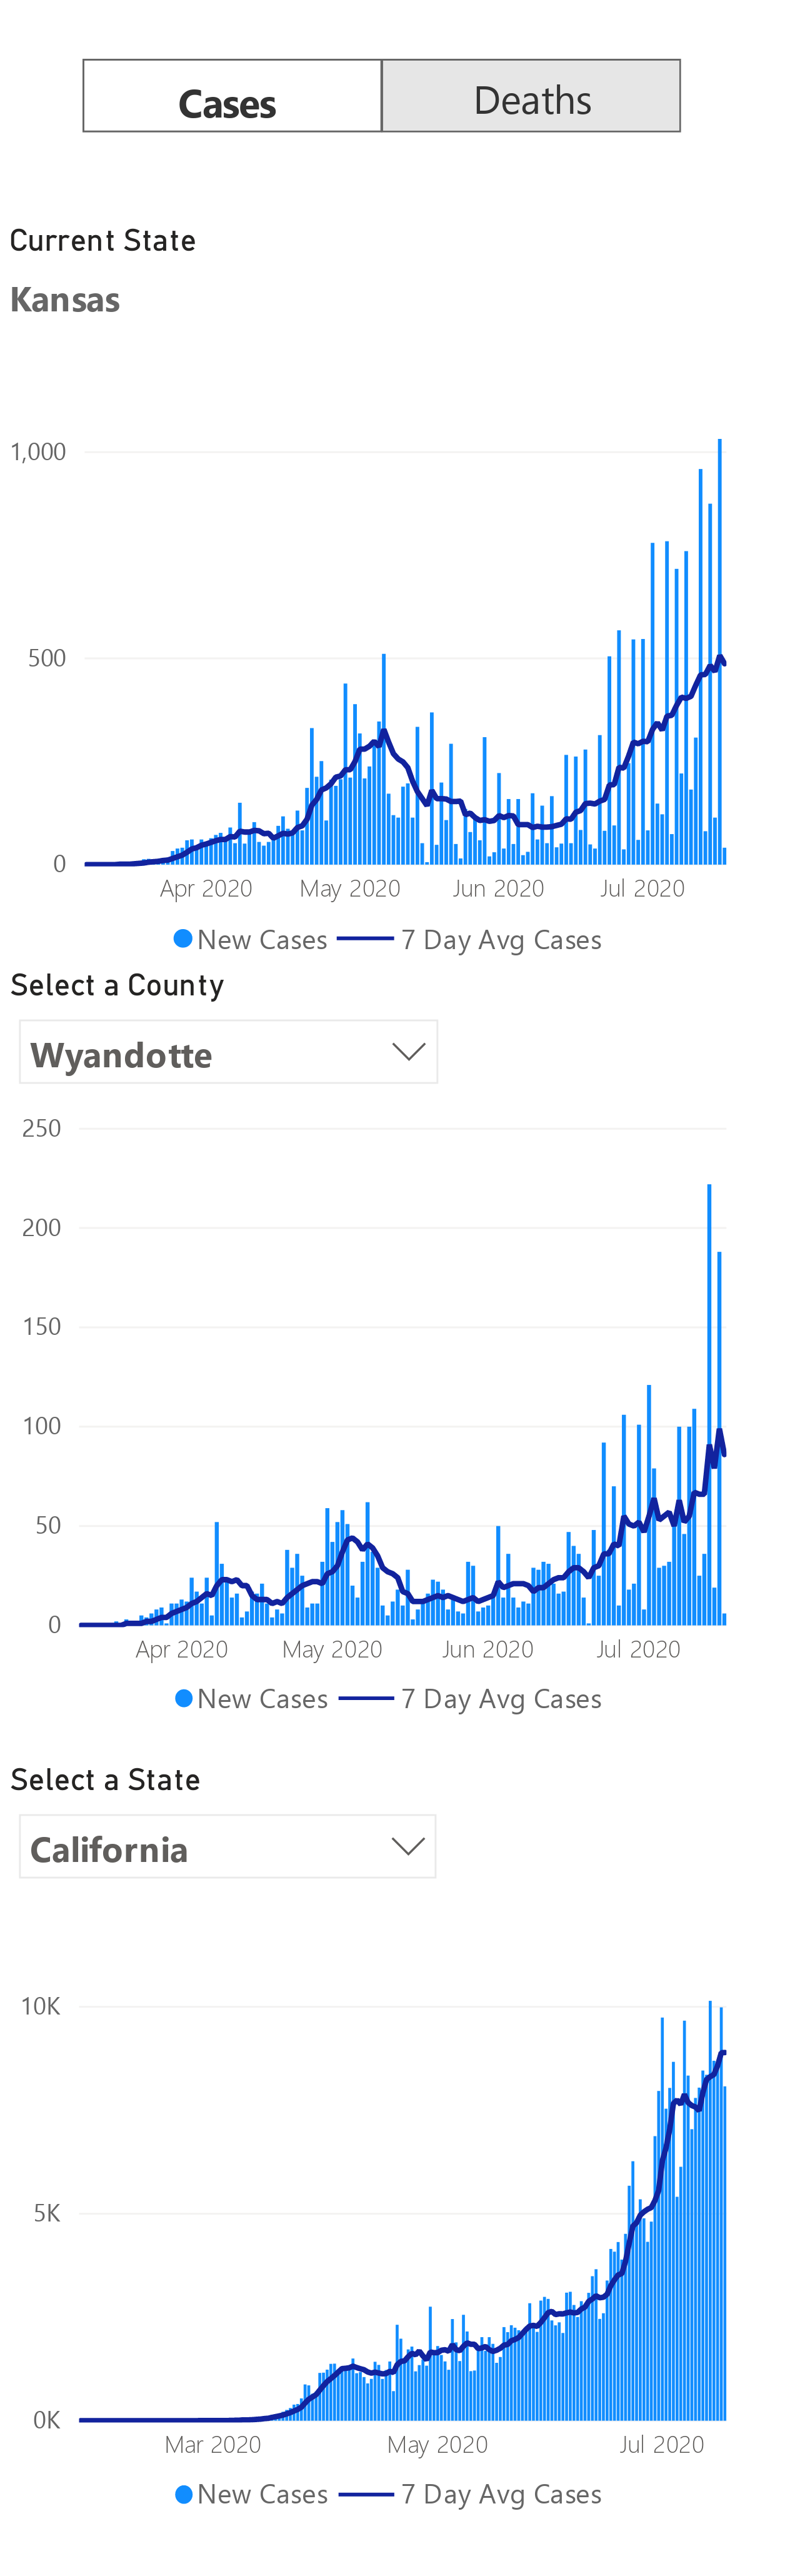 Cases Deaths
Current State
Kansas
1,000
500
0
Apr 2020 May 2020 Jun 2020 Jul 2020
New Cases 7 Day Avg Cases
Select a County
Wyandotte
250
200
150
100
50
0
Apr 2020 May 2020 Jun 2020 Jul 2020
New Cases 7 Day Avg Cases
Select a State
California
10K
5K
0K
Mar 2020 May 2020 Jul 2020
New Cases 7 Day Avg Cases